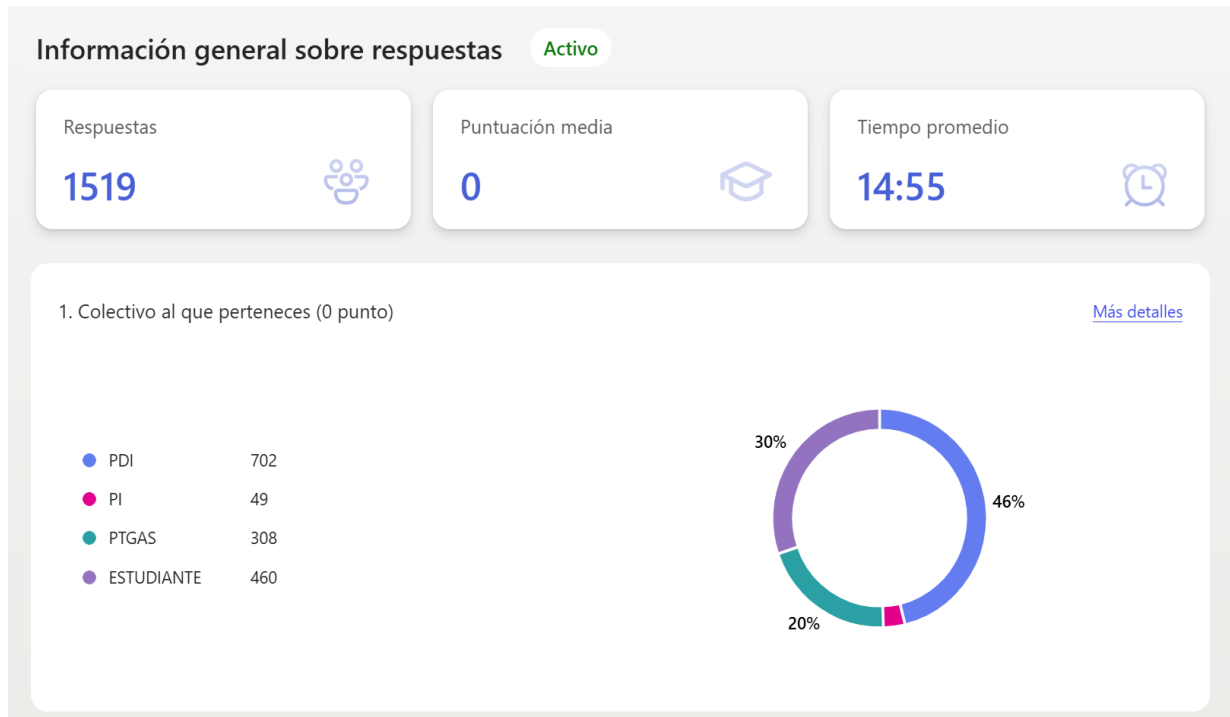 Información general sobre respuestas Activo
Respuestas
1519
Puntuación media
0
Tiempo promedio
14:55
1. Colectivo al que perteneces (0 punto)
Más detalles
PDI 702
PI 49
PTGAS 308
ESTUDIANTE 460
30%
46%
20%